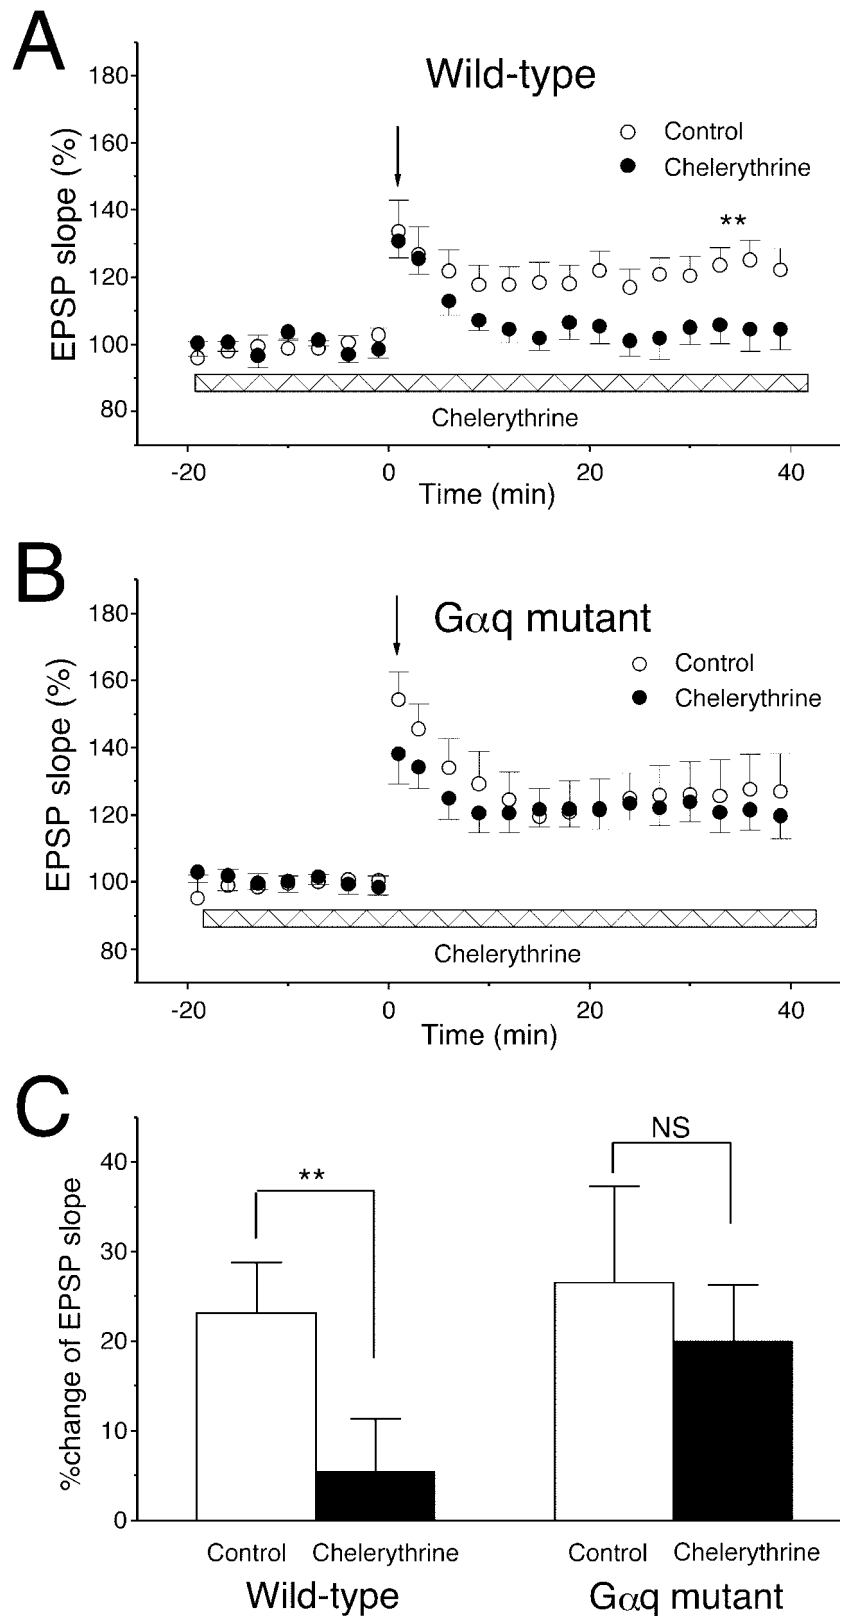 A
Wild-type
EPSP slope (%)
180
160
140
120
100
80
Control
Chelerythrine
**
Chelerythrine
-20
0
20
40
Time (min)
B
Gαq mutant
EPSP slope (%)
180
160
140
120
100
80
Control
Chelerythrine
Chelerythrine
-20
0
20
40
Time (min)
C
%change of EPSP slope
40
30
20
10
0
**
NS
Control Chelerythrine Control Chelerythrine
Wild-type Gαq mutant